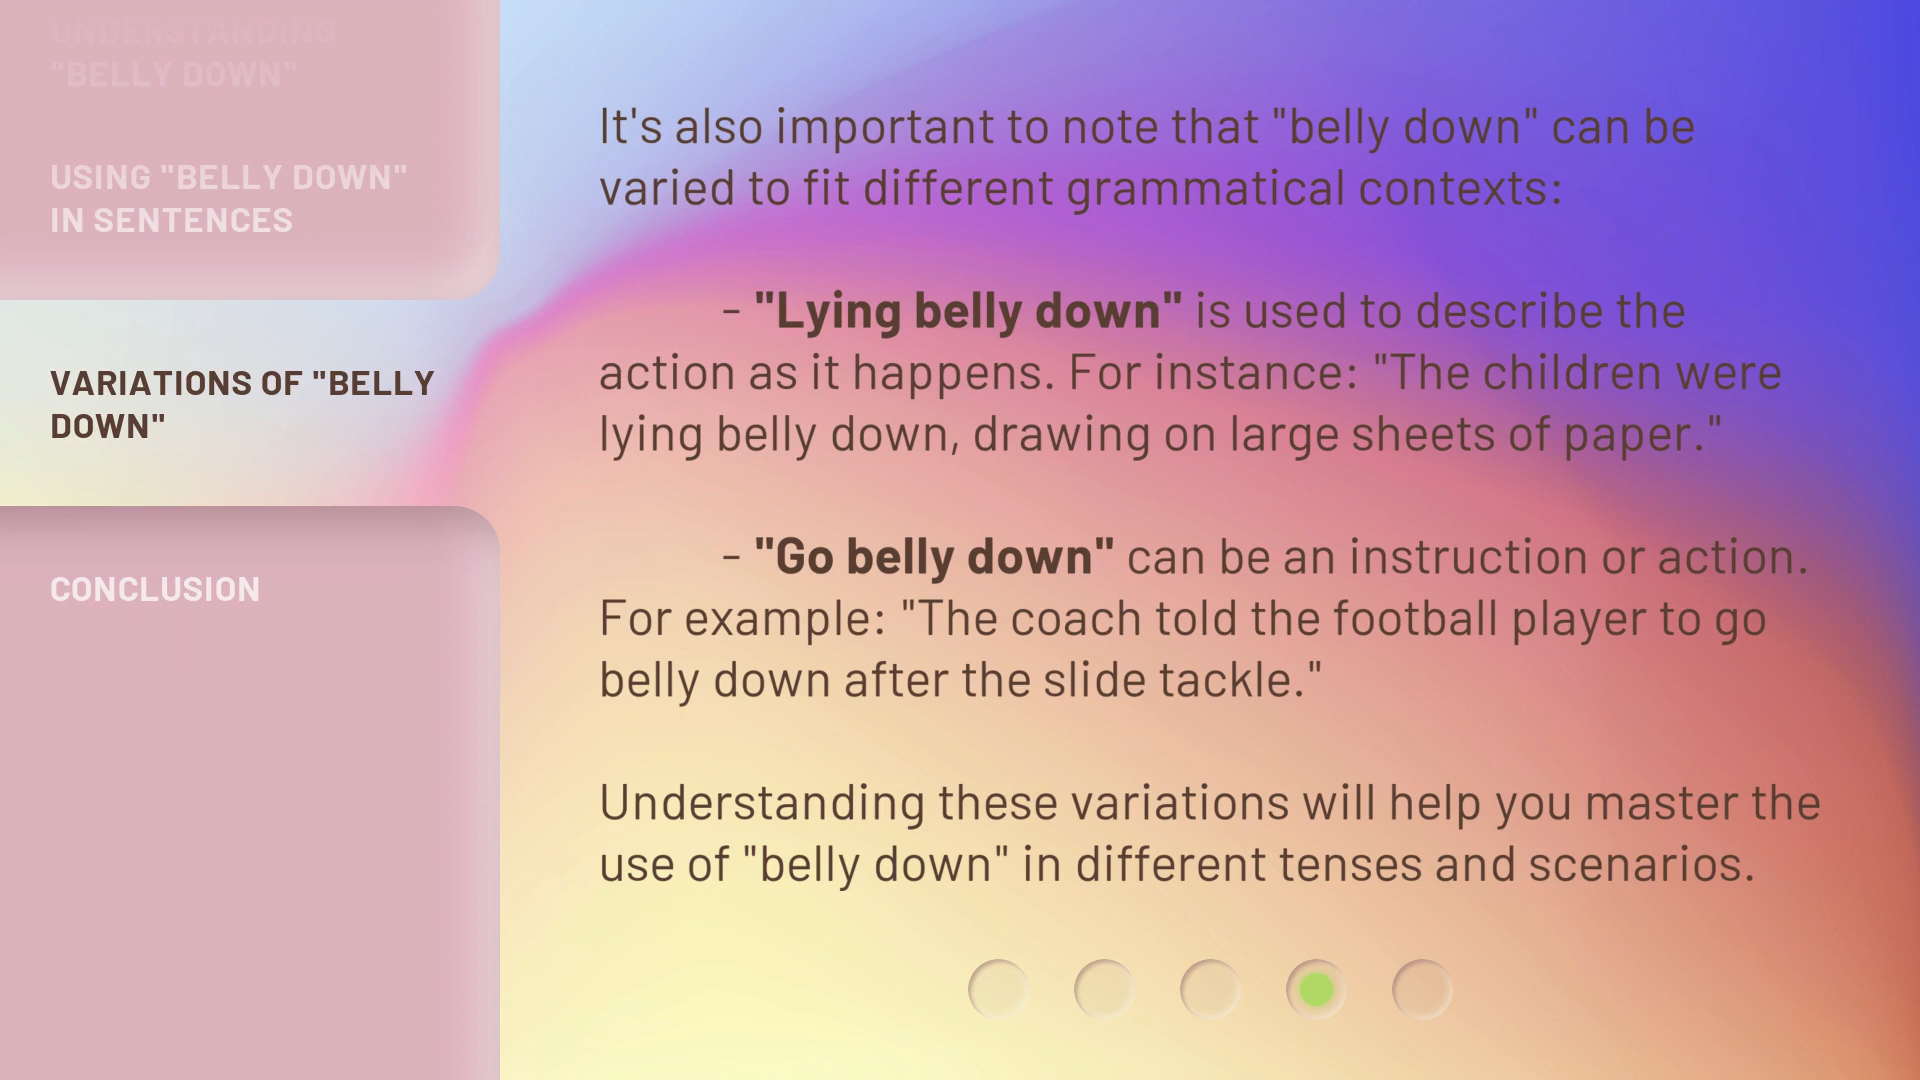 UNDERSTANDING
"BELLY DOWN"
USING "BELLY DOWN"
IN SENTENCES
VARIATIONS OF "BELLY
DOWN"
CONCLUSION
It's also important to note that "belly down" can be
varied to fit different grammatical contexts:
- "Lying belly down" is used to describe the
action as it happens. For instance: "The children were
lying belly down, drawing on large sheets of paper."
- "Go belly down" can be an instruction or action.
For example: "The coach told the football player to go
belly down after the slide tackle."
Understanding these variations will help you master the
use of "belly down" in different tenses and scenarios.